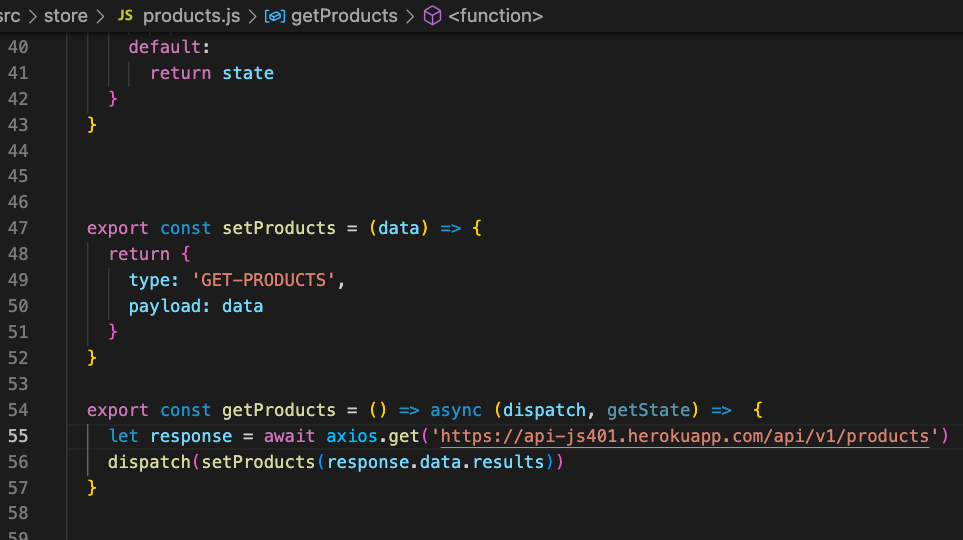 src > store > JS products.js > getProducts > <function>
40 default:
41 return state
42 }
43 }
44
45
46
47 export const setProducts = (data) => {
48 return {
49 type: 'GET-PRODUCTS',
50 payload: data
51 }
52 }
53
54 export const getProducts = () => async (dispatch, getState) =>  {
55 let response = await axios.get('https://api-js401.herokuapp.com/api/v1/products')
56 dispatch(setProducts(response.data.results))
57 }
58
59